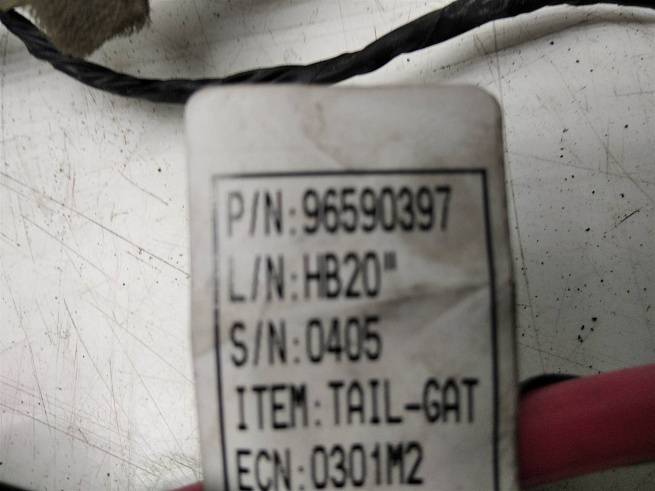 P/N:96590397
L/N:HB20"
S/N:0405
ITEM:TAIL-GAT
ECN:0301M2